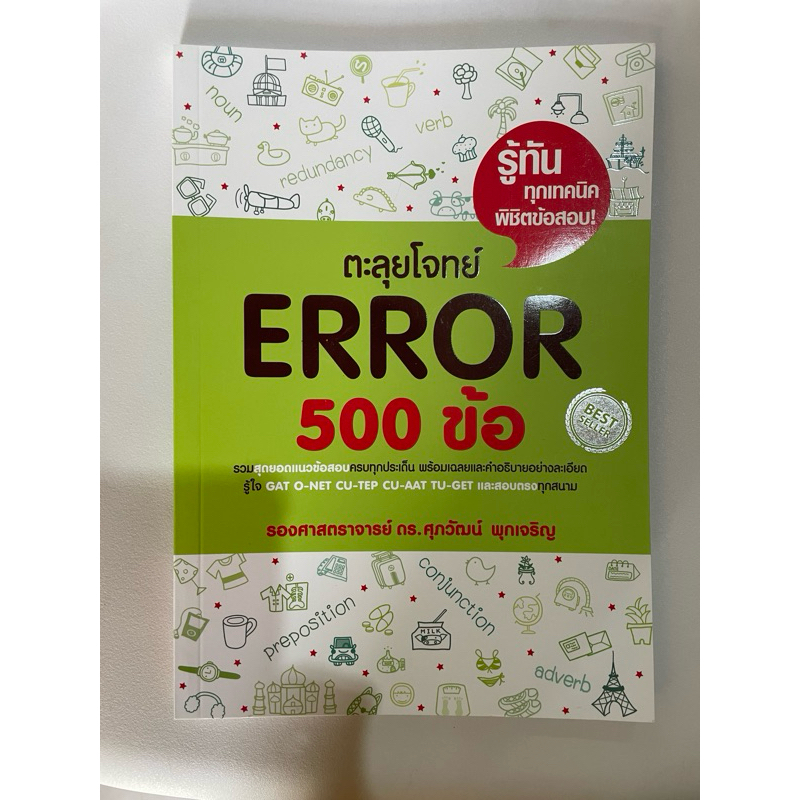 noun
verb
redundancy
รู้ทัน
ทุกเทคนิค
พิชิตข้อสอบ!
ตะลุยโจทย์
ERROR
500 ข้อ
BEST
SELLER
รวมสุดยอดแนวข้อสอบครบทุกประเด็น พร้อมเฉลยและคำอธิบายอย่างละเอียด
รู้ใจ GAT O-NET CU-TEP CU-AAT TU-GET และสอบตรงทุกสนาม
รองศาสตราจารย์ ดร.ศุภวัฒน์ พุกเจริญ
conjunction
preposition
MILK
adverb